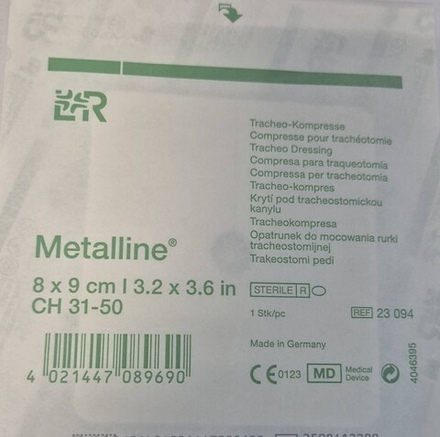 L&R
Metalline®
8 x 9 cm | 3.2 x 3.6 in
CH 31-50
4 021447 089690
Tracheo-Kompresse
Compresse pour trachéotomie
Tracheo Dressing
Compresa para traqueotomía
Compressa per tracheotomia
Tracheo-kompres
Krytí pod tracheostomickou
kanylu
Tracheokompresa
Opatrunek do mocowania rurki
tracheostomijnej
Trakeostomi pedi
STERILE R
1 Stk/pc
REF 23 094
Made in Germany
CE 0123 MD Medical
Device
4046395